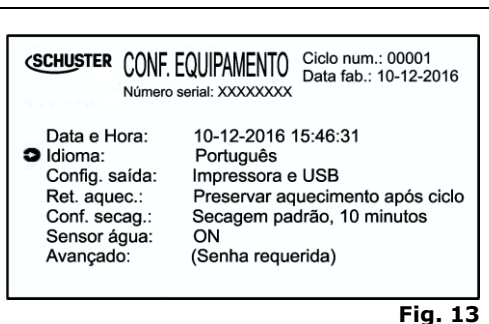 SCHUSTER CONF. EQUIPAMENTO Ciclo num.: 00001
Data fab.: 10-12-2016
Número serial: XXXXXXXX
Data e Hora: 10-12-2016 15:46:31
Idioma: Português
Config. saída: Impressora e USB
Ret. aquec.: Preservar aquecimento após ciclo
Conf. secag.: Secagem padrão, 10 minutos
Sensor água: ON
Avançado: (Senha requerida)
Fig. 13